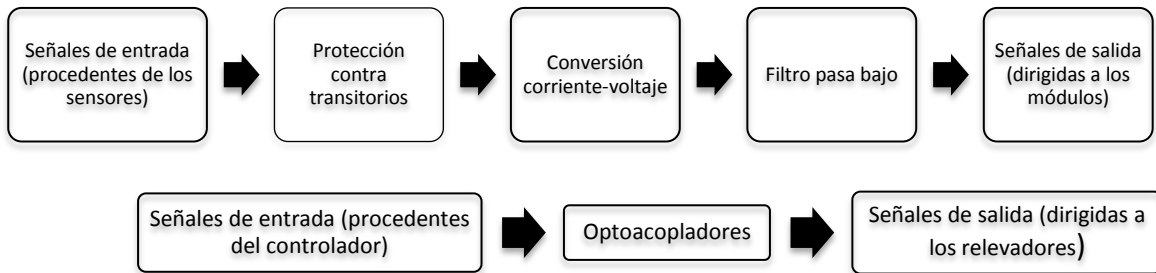 Señales de entrada
(procedentes de los
sensores)
Protección
contra
transitorios
Conversión
corriente-voltaje
Filtro pasa bajo
Señales de salida
(dirigidas a los
módulos)
Señales de entrada (procedentes
del controlador)
Optoacopladores
Señales de salida (dirigidas a
los relevadores)